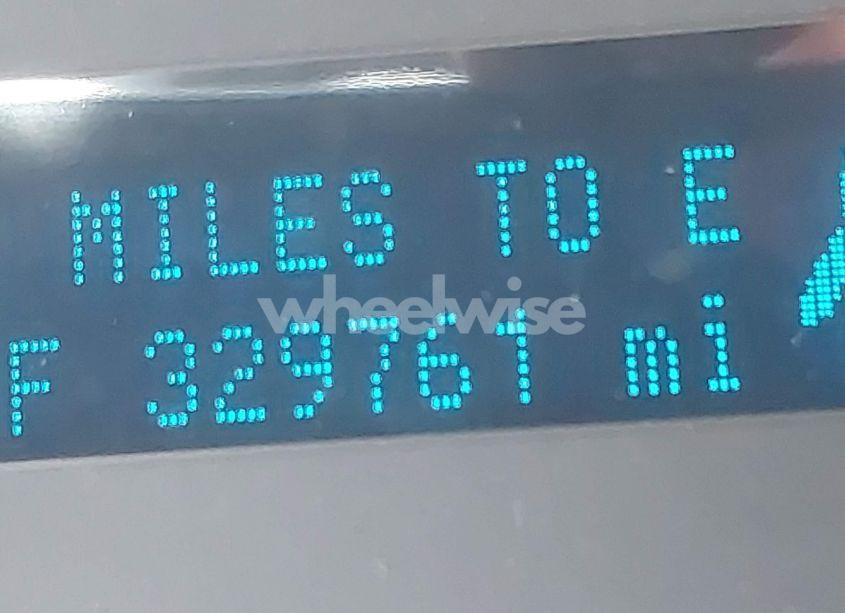 MILES TO E
wheelwise
F 329761 mi